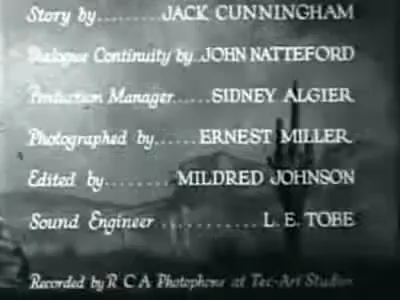 Story by.........JACK CUNNINGHAM
Dialogue Continuity by..JOHN NATTEFORD
Production Manager......SIDNEY ALGIER
Photographed by......ERNEST MILLER
Edited by.........MILDRED JOHNSON
Sound Engineer ............L. E. TOBE
Recorded by R C A Photophone at Tec-Art Studios